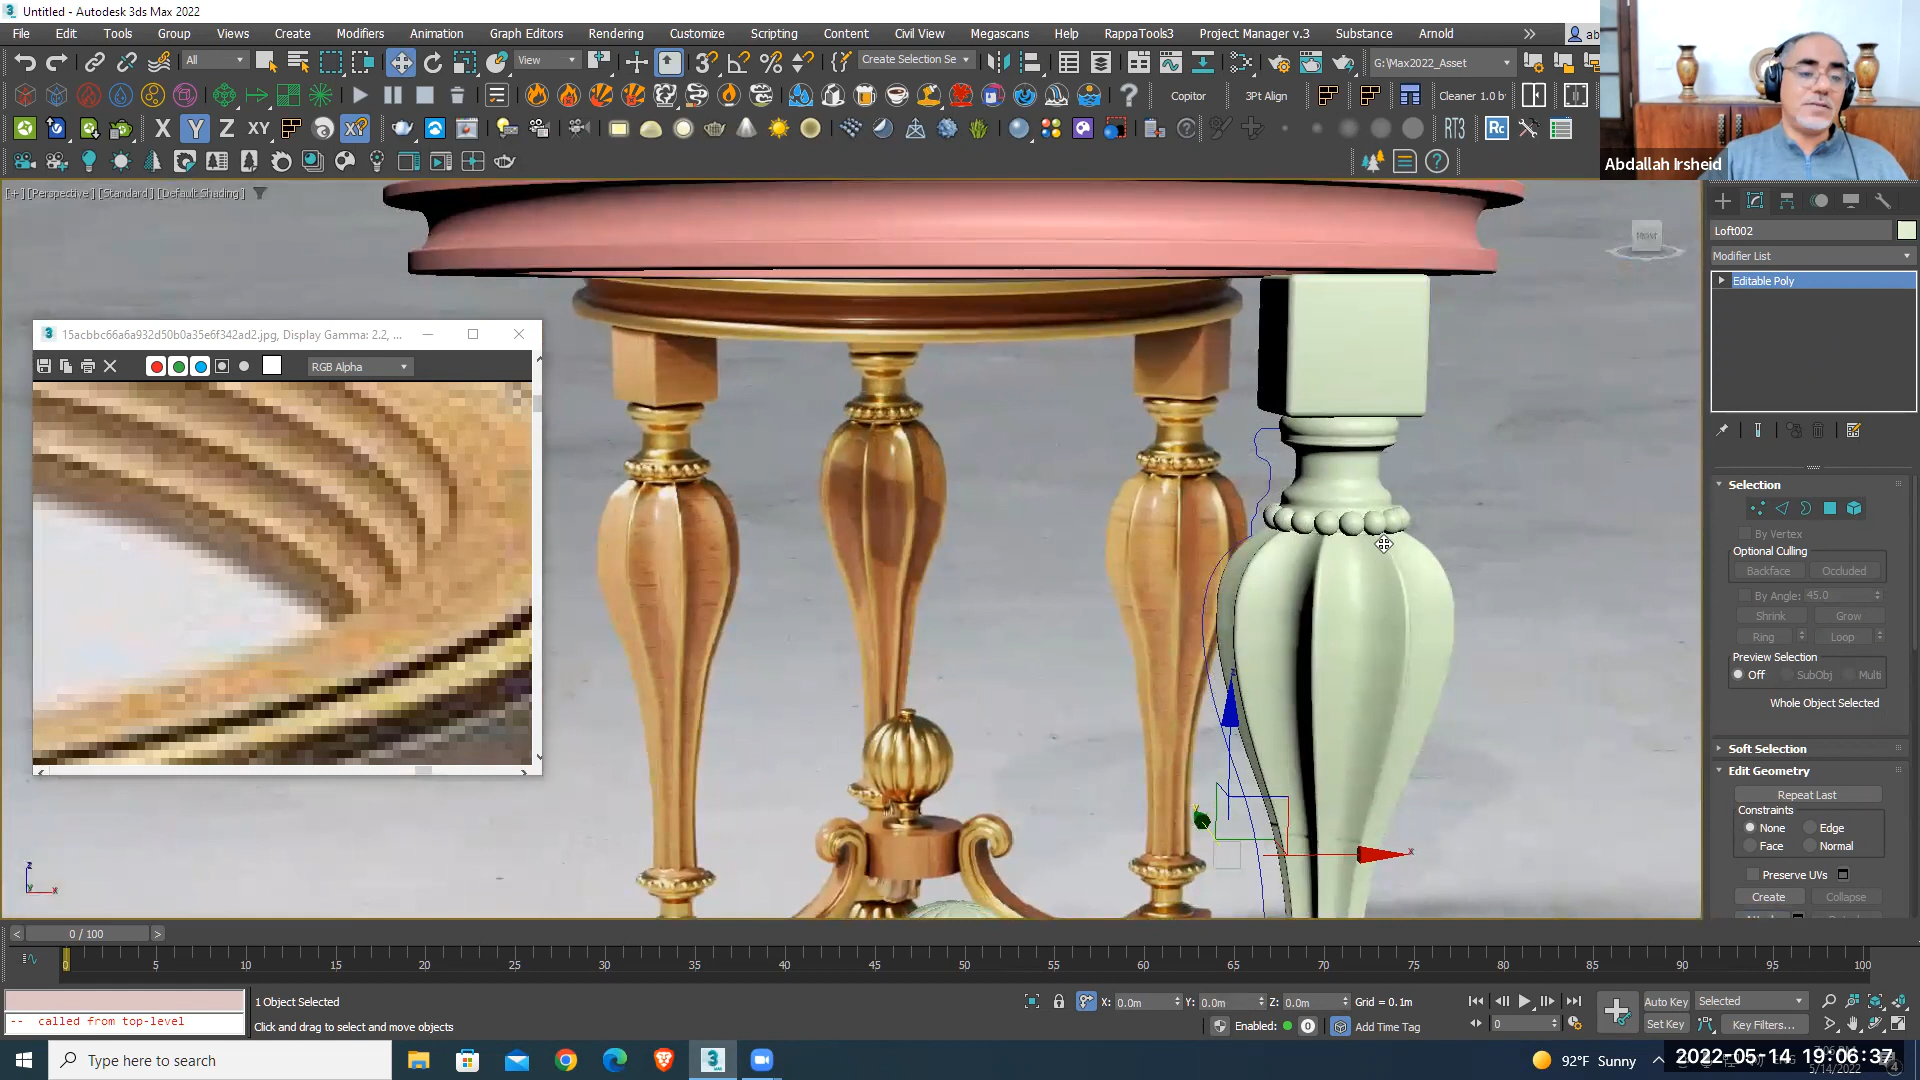 Untitled - Autodesk 3ds Max 2022
File Edit Tools Group Views Create Modifiers Animation Graph Editors Rendering Customize Scripting Content Civil View Megascans Help RappaTools3 Project Manager v.3 Substance Arnold
All View Create Selection Se G:\Max2022_Asset
Copitor 3Pt Align Cleaner 1.0 b
X Y Z XY RT3 Rc
Abdallah Irsheid
[+] [Perspective] [Standard] [Default Shading]
FRONT
Loft002
Modifier List
Editable Poly
15acbbc66a6a932d50b0a35e6f342ad2.jpg, Display Gamma: 2.2, ...
RGB Alpha
Selection
By Vertex
Optional Culling
Backface Occluded
By Angle: 45.0
Shrink Grow
Ring Loop
Preview Selection
Off SubObj Multi
Whole Object Selected
Soft Selection
Edit Geometry
Repeat Last
Constraints
None Edge
Face Normal
Preserve UVs
Create Collapse
0 / 100
0 5 10 15 20 25 30 35 40 45 50 55 60 65 70 75 80 85 90 95 100
1 Object Selected
X: 0.0m Y: 0.0m Z: 0.0m Grid = 0.1m
Auto Key Selected
-- called from top-level
Click and drag to select and move objects
Enabled: 0 Add Time Tag
0
Set Key Key Filters...
Type here to search
92°F Sunny
2022-05-14 19:06:37
5/14/2022